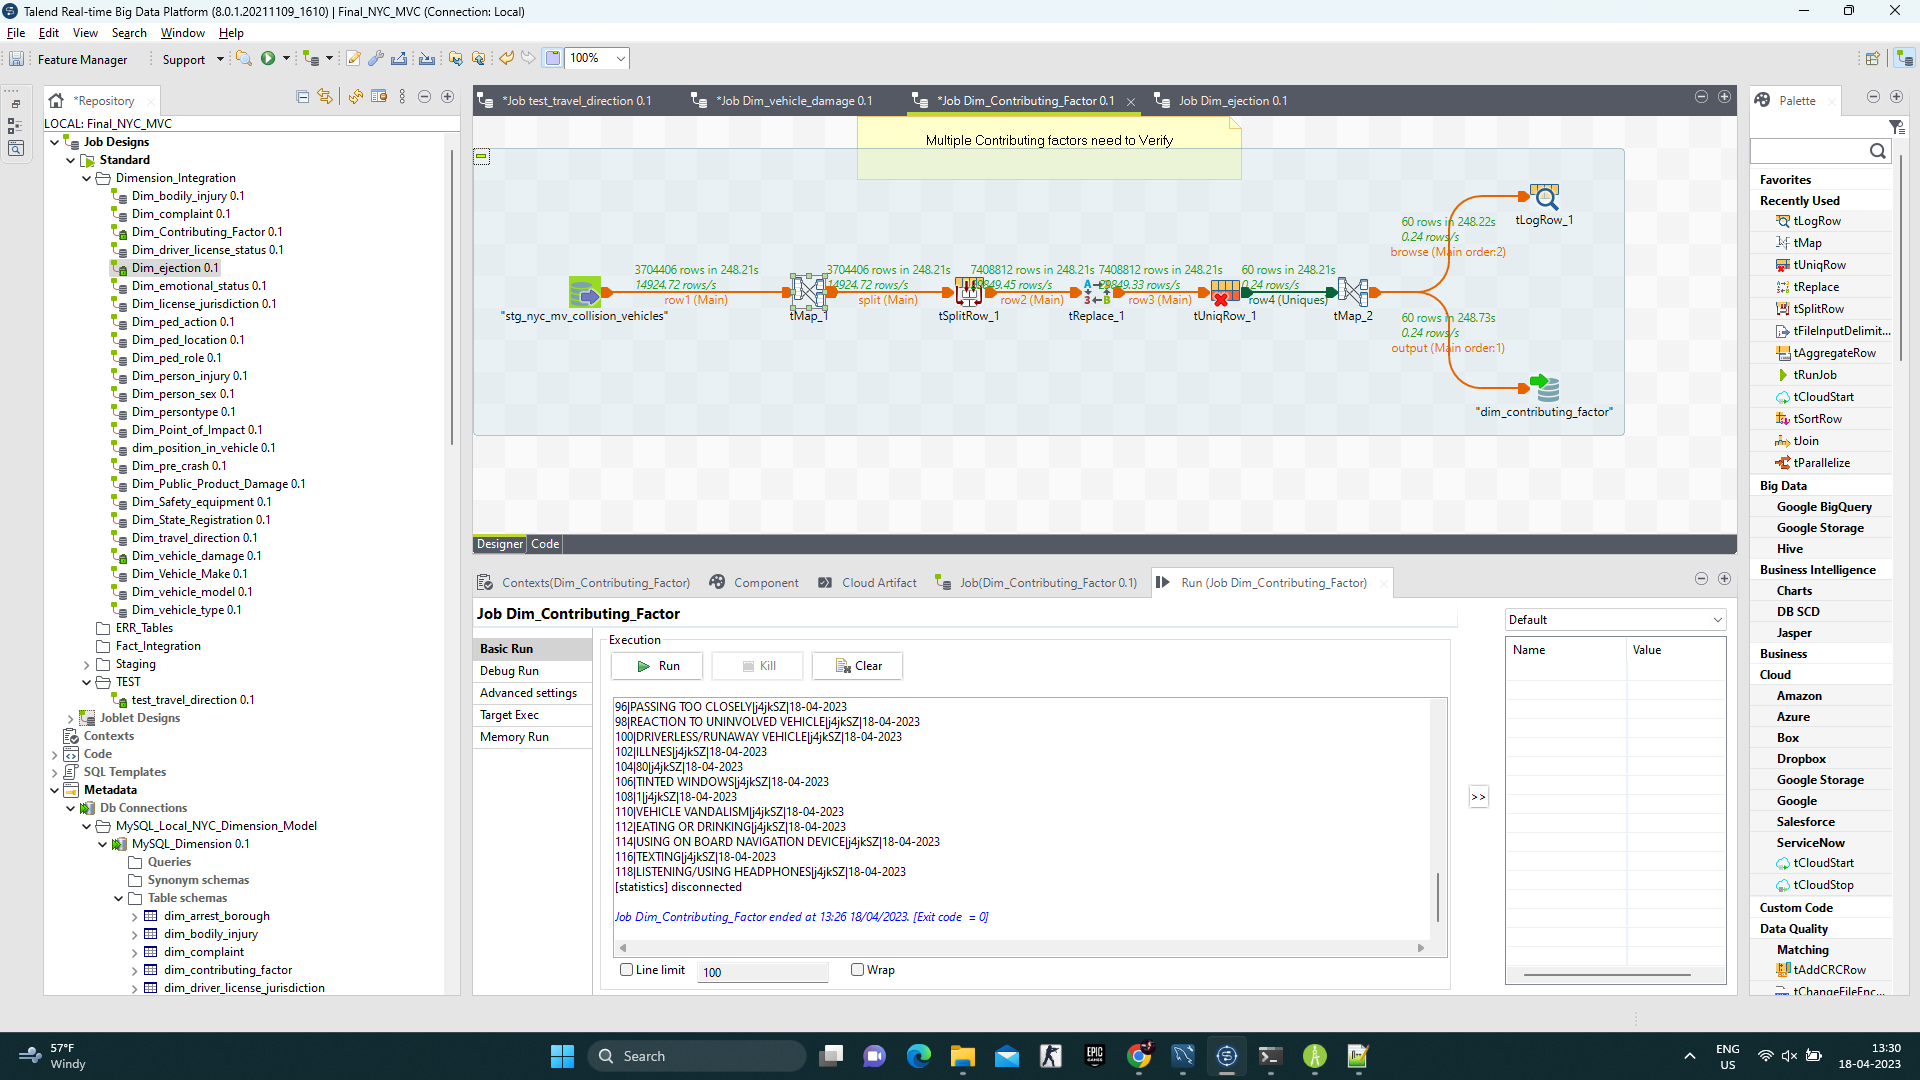 Talend Real-time Big Data Platform (8.0.1.20211109_1610) | Final_NYC_MVC (Connection: Local)
File Edit View Search Window Help
Feature Manager Support 100%
*Repository
LOCAL: Final_NYC_MVC
Job Designs
Standard
Dimension_Integration
Dim_bodily_injury 0.1
Dim_complaint 0.1
Dim_Contributing_Factor 0.1
Dim_driver_license_status 0.1
Dim_ejection 0.1
Dim_emotional_status 0.1
Dim_license_jurisdiction 0.1
Dim_ped_action 0.1
Dim_ped_location 0.1
Dim_ped_role 0.1
Dim_person_injury 0.1
Dim_person_sex 0.1
Dim_persontype 0.1
Dim_Point_of_Impact 0.1
dim_position_in_vehicle 0.1
Dim_pre_crash 0.1
Dim_Public_Product_Damage 0.1
Dim_Safety_equipment 0.1
Dim_State_Registration 0.1
Dim_travel_direction 0.1
Dim_vehicle_damage 0.1
Dim_Vehicle_Make 0.1
Dim_vehicle_model 0.1
Dim_vehicle_type 0.1
ERR_Tables
Fact_Integration
Staging
TEST
test_travel_direction 0.1
Joblet Designs
Contexts
Code
SQL Templates
Metadata
Db Connections
MySQL_Local_NYC_Dimension_Model
MySQL_Dimension 0.1
Queries
Synonym schemas
Table schemas
dim_arrest_borough
dim_bodily_injury
dim_complaint
dim_contributing_factor
dim_driver_license_jurisdiction
*Job test_travel_direction 0.1 *Job Dim_vehicle_damage 0.1 *Job Dim_Contributing_Factor 0.1 Job Dim_ejection 0.1
Multiple Contributing factors need to Verify
3704406 rows in 248.21s
14924.72 rows/s
row1 (Main)
3704406 rows in 248.21s
14924.72 rows/s
split (Main)
7408812 rows in 248.21s
29849.45 rows/s
row2 (Main)
7408812 rows in 248.21s
29849.33 rows/s
row3 (Main)
60 rows in 248.21s
0.24 rows/s
row4 (Uniques)
60 rows in 248.22s
0.24 rows/s
browse (Main order:2)
60 rows in 248.73s
0.24 rows/s
output (Main order:1)
"stg_nyc_mv_collision_vehicles" tMap_1 tSplitRow_1 tReplace_1 tUniqRow_1 tMap_2
tLogRow_1
"dim_contributing_factor"
Designer Code
Contexts(Dim_Contributing_Factor) Component Cloud Artifact Job(Dim_Contributing_Factor 0.1) Run (Job Dim_Contributing_Factor)
Job Dim_Contributing_Factor
Basic Run
Debug Run
Advanced settings
Target Exec
Memory Run
Execution
Run Kill Clear
96|PASSING TOO CLOSELY|j4jkSZ|18-04-2023
98|REACTION TO UNINVOLVED VEHICLE|j4jkSZ|18-04-2023
100|DRIVERLESS/RUNAWAY VEHICLE|j4jkSZ|18-04-2023
102|ILLNES|j4jkSZ|18-04-2023
104|80|j4jkSZ|18-04-2023
106|TINTED WINDOWS|j4jkSZ|18-04-2023
108|1|j4jkSZ|18-04-2023
110|VEHICLE VANDALISM|j4jkSZ|18-04-2023
112|EATING OR DRINKING|j4jkSZ|18-04-2023
114|USING ON BOARD NAVIGATION DEVICE|j4jkSZ|18-04-2023
116|TEXTING|j4jkSZ|18-04-2023
118|LISTENING/USING HEADPHONES|j4jkSZ|18-04-2023
[statistics] disconnected
Job Dim_Contributing_Factor ended at 13:26 18/04/2023. [Exit code = 0]
Line limit 100 Wrap
>>
Default
Name Value
Palette
Favorites
Recently Used
tLogRow
tMap
tUniqRow
tReplace
tSplitRow
tFileInputDelimit...
tAggregateRow
tRunJob
tCloudStart
tSortRow
tJoin
tParallelize
Big Data
Google BigQuery
Google Storage
Hive
Business Intelligence
Charts
DB SCD
Jasper
Business
Cloud
Amazon
Azure
Box
Dropbox
Google Storage
Google
Salesforce
ServiceNow
tCloudStart
tCloudStop
Custom Code
Data Quality
Matching
tAddCRCRow
tChangeFileEnc...
57°F
Windy
Search
EPIC GAMES
ENG
US
13:30
18-04-2023